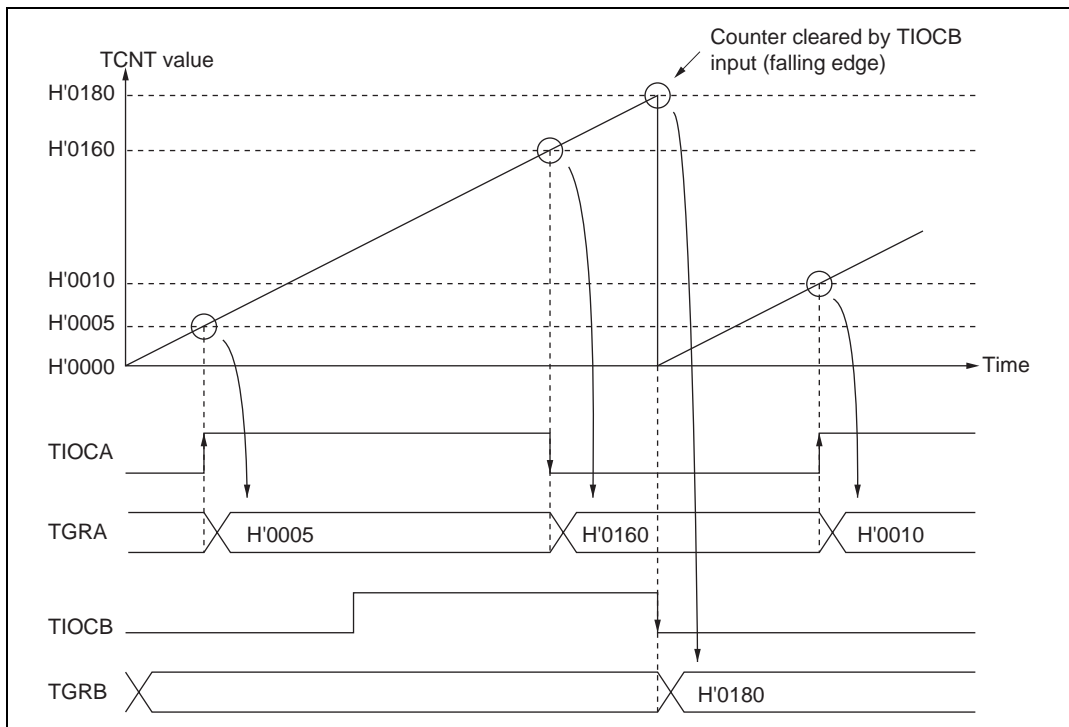 Counter cleared by TIOCB
input (falling edge)
TCNT value
H'0180
H'0160
H'0010
H'0005
H'0000
Time
TIOCA
TGRA
H'0005
H'0160
H'0010
TIOCB
TGRB
H'0180